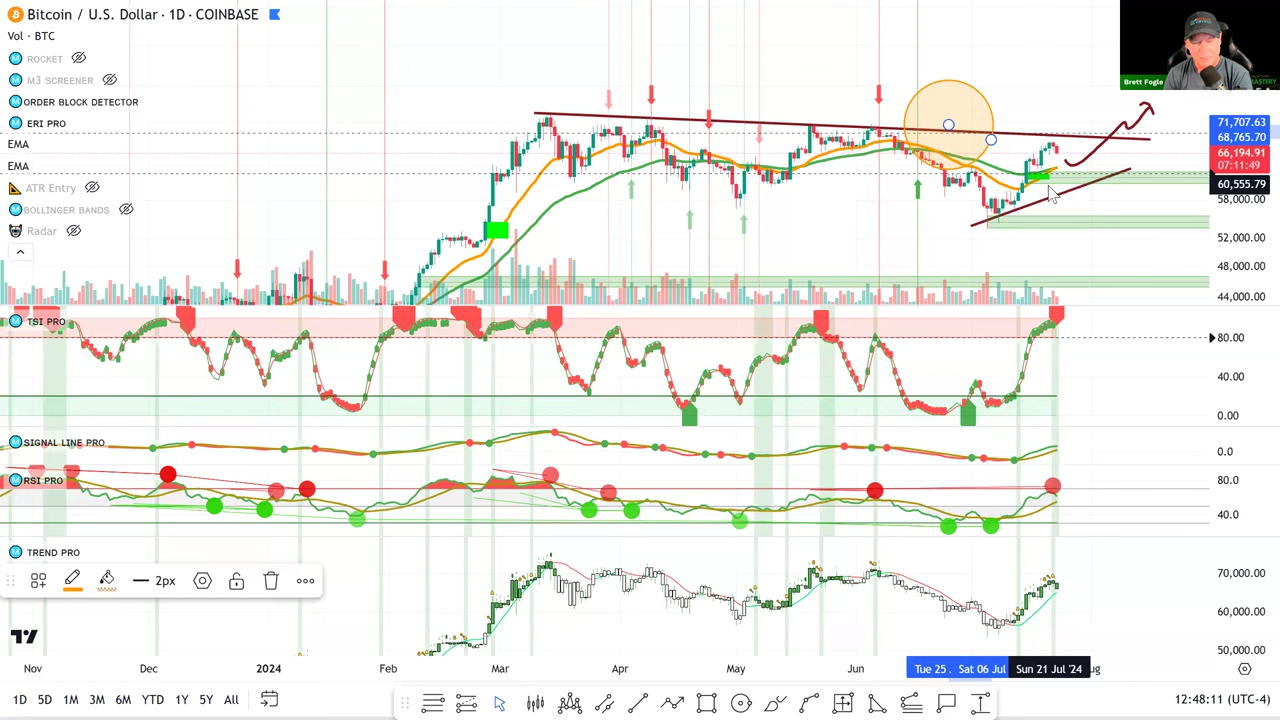 Bitcoin / U.S. Dollar · 1D · COINBASE
Vol · BTC
ROCKET
M3 SCREENER
ORDER BLOCK DETECTOR
ERI PRO
EMA
EMA
ATR Entry
BOLLINGER BANDS
Radar
Brett Fogle
71,707.63
68,765.70
66,194.91
07:11:49
60,555.79
58,000.00
52,000.00
48,000.00
44,000.00
TSI PRO
80.00
40.00
0.00
SIGNAL LINE PRO
0.0
RSI PRO
80.0
40.0
TREND PRO
2px
70,000.00
60,000.00
50,000.00
Nov
Dec
2024
Feb
Mar
Apr
May
Jun
Tue 25
Sat 06 Jul
Sun 21 Jul '24
ug
1D 5D 1M 3M 6M YTD 1Y 5Y All
12:48:11 (UTC-4)